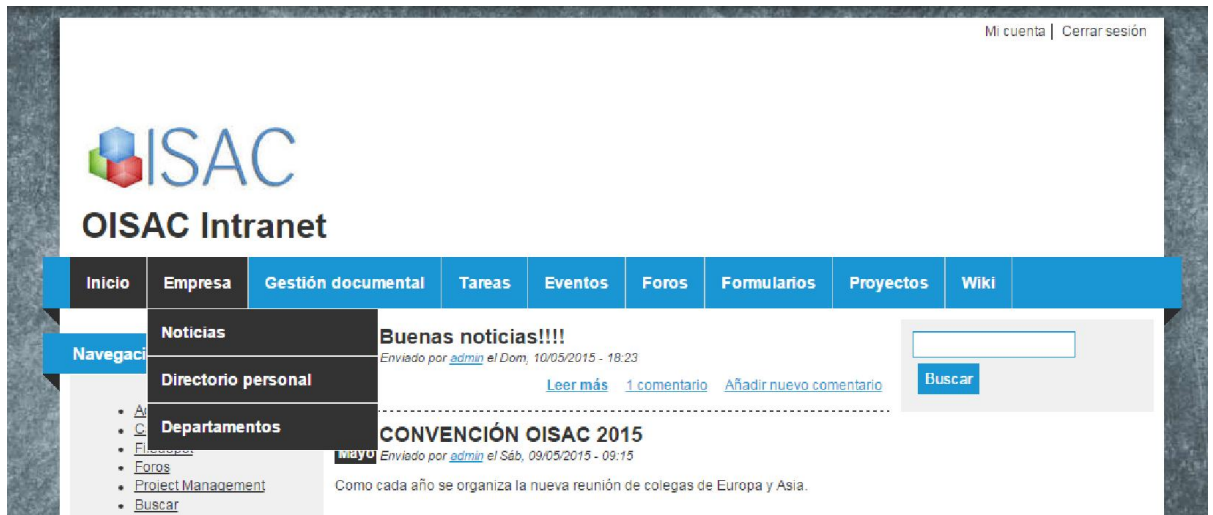 Mi cuenta | Cerrar sesión
ISAC
OISAC Intranet
Inicio Empresa Gestión documental Tareas Eventos Foros Formularios Proyectos Wiki
Noticias
Directorio personal
Departamentos
Navegaci
Foros
Project Management
Buscar
Buenas noticias!!!!
Enviado por admin el Dom, 10/05/2015 - 18:23
Leer más 1 comentario Añadir nuevo comentario
CONVENCIÓN OISAC 2015
Mayo Enviado por admin el Sáb, 09/05/2015 - 09:15
Como cada año se organiza la nueva reunión de colegas de Europa y Asia.
Buscar